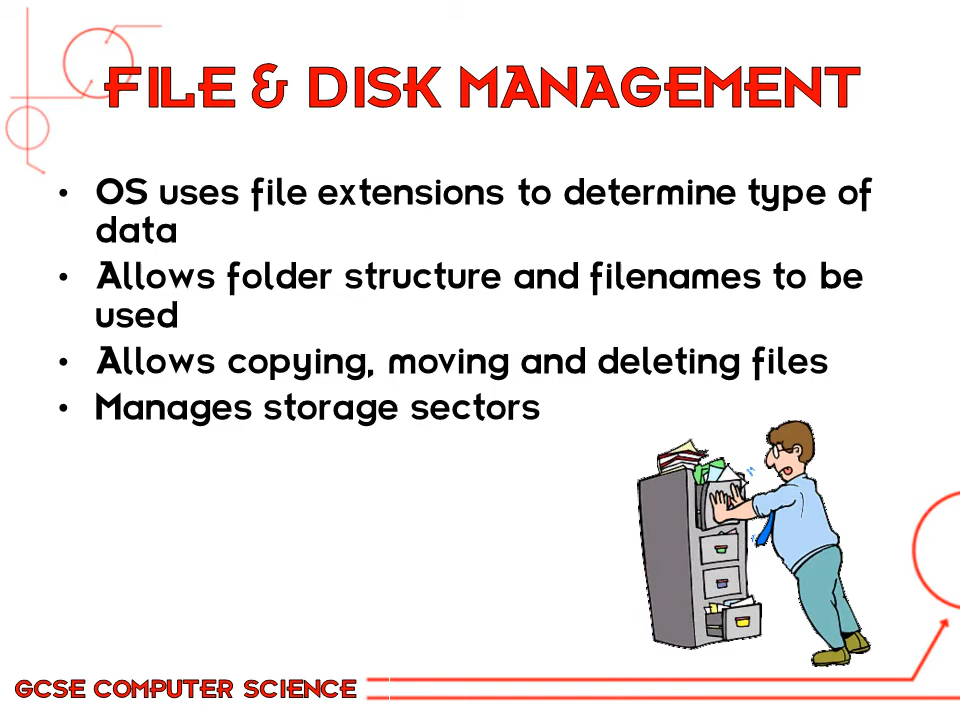 FILE & DISK MANAGEMENT
• OS uses file extensions to determine type of
data
• Allows folder structure and filenames to be
used
• Allows copying, moving and deleting files
• Manages storage sectors
GCSE COMPUTER SCIENCE